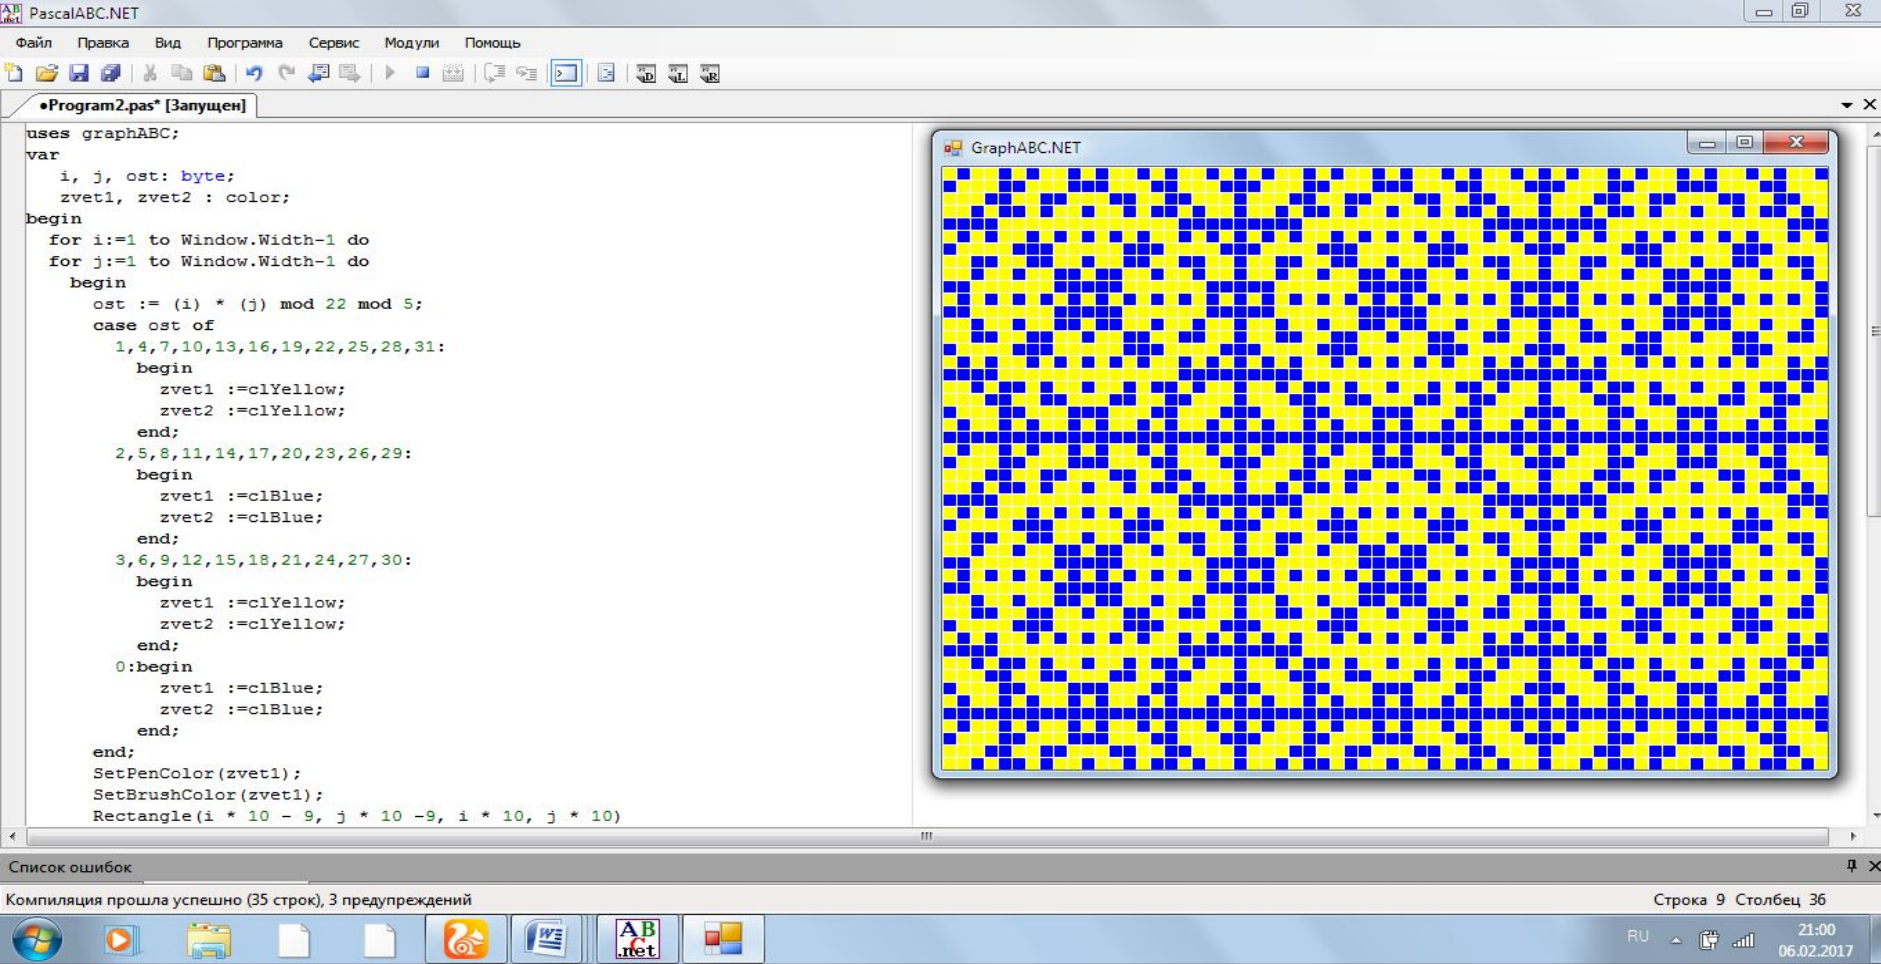 PascalABC.NET
Файл Правка Вид Программа Сервис Модули Помощь
•Program2.pas* [Запущен]
uses graphABC;
var
i, j, ost: byte;
zvet1, zvet2 : color;
begin
for i:=1 to Window.Width-1 do
for j:=1 to Window.Width-1 do
begin
ost := (i) * (j) mod 22 mod 5;
case ost of
1,4,7,10,13,16,19,22,25,28,31:
begin
zvet1 :=clYellow;
zvet2 :=clYellow;
end;
2,5,8,11,14,17,20,23,26,29:
begin
zvet1 :=clBlue;
zvet2 :=clBlue;
end;
3,6,9,12,15,18,21,24,27,30:
begin
zvet1 :=clYellow;
zvet2 :=clYellow;
end;
0:begin
zvet1 :=clBlue;
zvet2 :=clBlue;
end;
end;
SetPenColor(zvet1);
SetBrushColor(zvet1);
Rectangle(i * 10 - 9, j * 10 -9, i * 10, j * 10)
GraphABC.NET
Список ошибок
Компиляция прошла успешно (35 строк), 3 предупреждений
Строка 9 Столбец 36
AB
C
.net
RU
21:00
06.02.2017